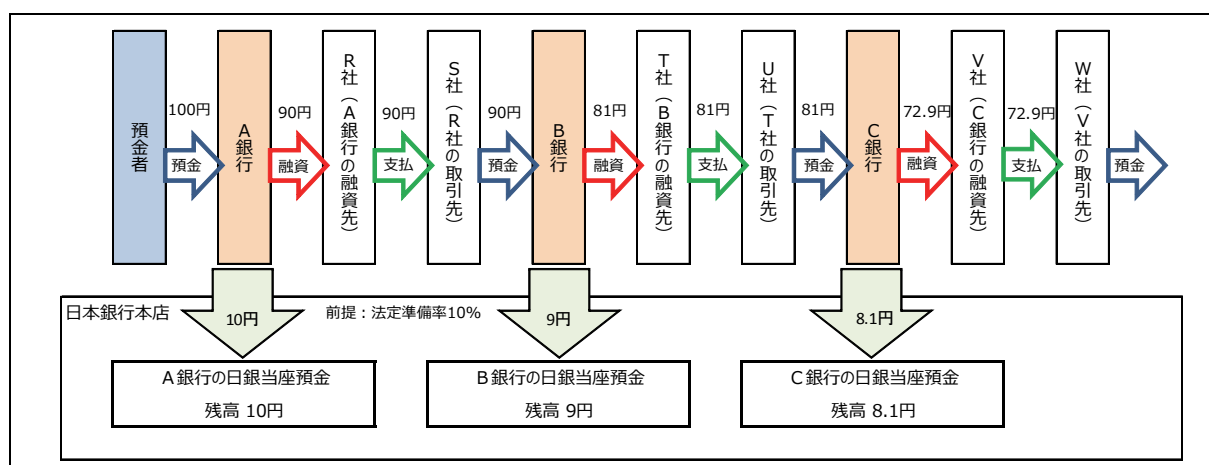 預金者
100円
預金
A銀行
90円
融資
R社（A銀行の融資先）
90円
支払
S社（R社の取引先）
90円
預金
B銀行
81円
融資
T社（B銀行の融資先）
81円
支払
U社（T社の取引先）
81円
預金
C銀行
72.9円
融資
V社（C銀行の融資先）
72.9円
支払
W社（V社の取引先）
預金
日本銀行本店
10円
前提：法定準備率10%
9円
8.1円
A銀行の日銀当座預金
残高 10円
B銀行の日銀当座預金
残高 9円
C銀行の日銀当座預金
残高 8.1円